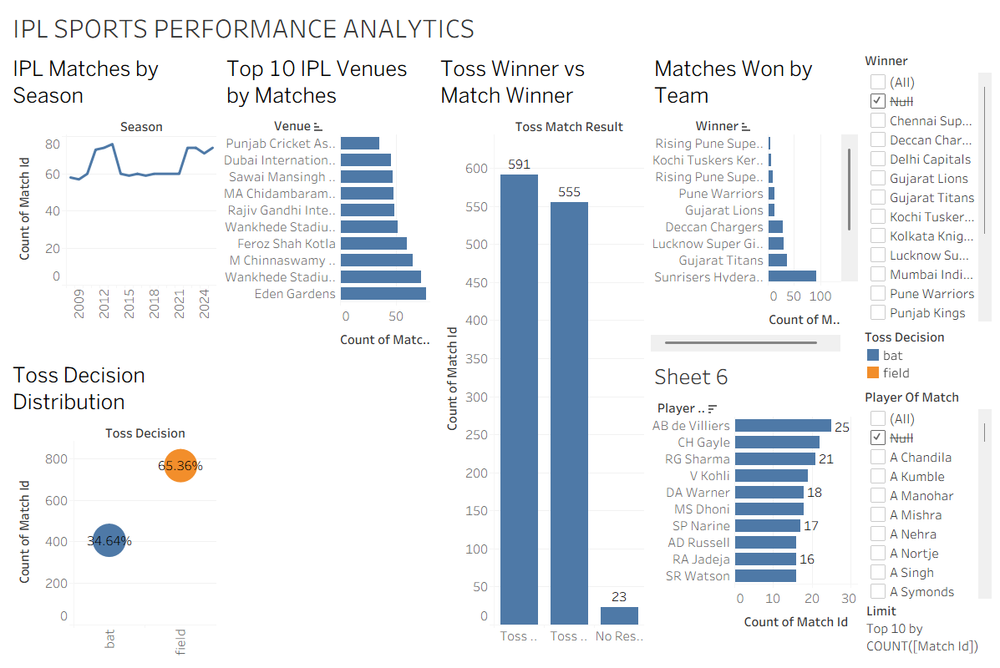 IPL SPORTS PERFORMANCE ANALYTICS
IPL Matches by
Season
Season
Count of Match Id
80
60
40
20
0
2009
2012
2015
2018
2021
2024
Top 10 IPL Venues
by Matches
Venue
Punjab Cricket As..
Dubai Internation..
Sawai Mansingh ..
MA Chidambaram..
Rajiv Gandhi Inte..
Wankhede Stadiu..
Feroz Shah Kotla
M Chinnaswamy ..
Wankhede Stadiu..
Eden Gardens
0
50
Count of Matc..
Toss Winner vs
Match Winner
Toss Match Result
Count of Match Id
600
550
500
450
400
350
300
250
200
150
100
50
0
591
555
23
Toss ..
Toss ..
No Res..
Matches Won by
Team
Winner
Rising Pune Supe..
Kochi Tuskers Ker..
Rising Pune Supe..
Pune Warriors
Gujarat Lions
Deccan Chargers
Lucknow Super Gi..
Gujarat Titans
Sunrisers Hydera..
0
50
100
Count of M..
Toss Decision
Distribution
Toss Decision
Count of Match Id
800
600
400
200
0
65.36%
34.64%
bat
field
Sheet 6
Player ..
AB de Villiers 25
CH Gayle
RG Sharma 21
V Kohli
DA Warner 18
MS Dhoni
SP Narine 17
AD Russell
RA Jadeja 16
SR Watson
0
10
20
30
Count of Match Id
Winner
(All)
Null
Chennai Sup...
Deccan Char...
Delhi Capitals
Gujarat Lions
Gujarat Titans
Kochi Tusker...
Kolkata Knig...
Lucknow Su...
Mumbai Indi...
Pune Warriors
Punjab Kings
Toss Decision
bat
field
Player Of Match
(All)
Null
A Chandila
A Kumble
A Manohar
A Mishra
A Nehra
A Nortje
A Singh
A Symonds
Limit
Top 10 by
COUNT([Match Id])